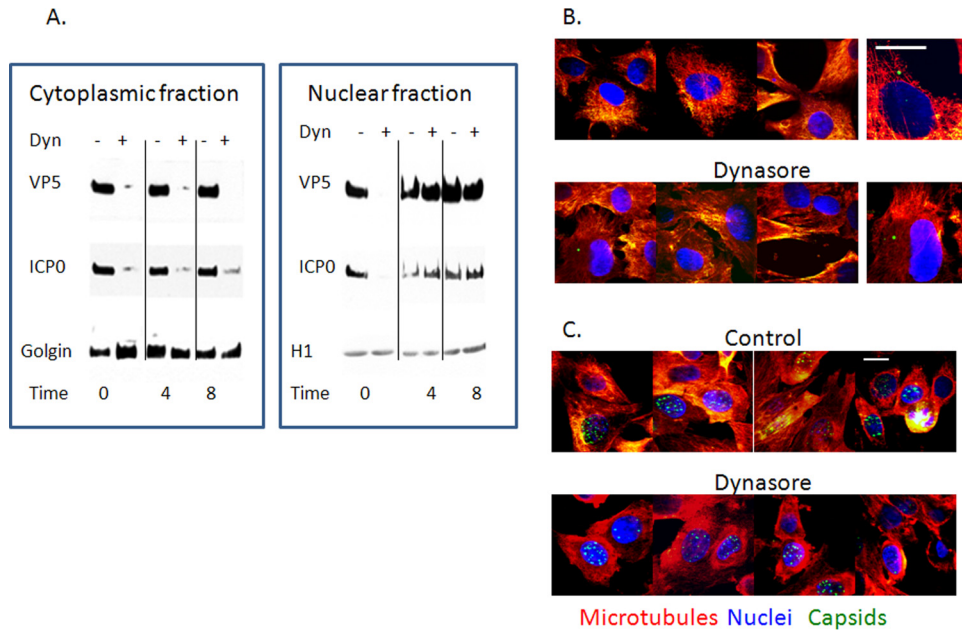 A.
Cytoplasmic fraction
Dyn - + - + - +
VP5
ICP0
Golgin
Time 0 4 8
Nuclear fraction
- + - + - +
VP5
ICP0
H1
Time 0 4 8
B.
Dynasore
C.
Control
Dynasore
Microtubules Nuclei Capsids